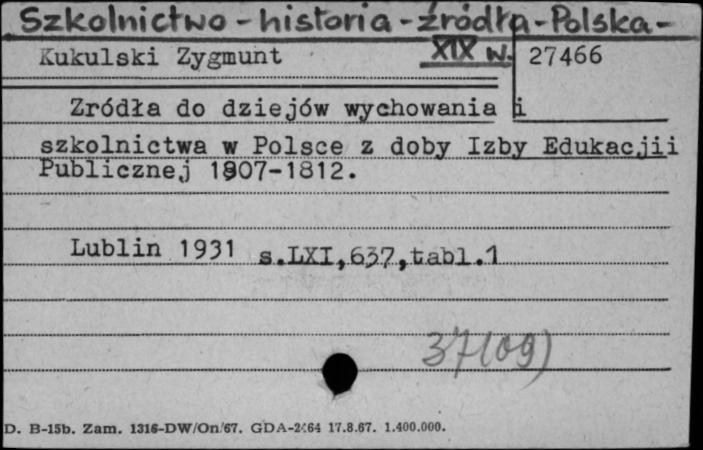 Szkolnictwo - historia - źródła - Polska -
XIX w.
Kukulski Zygmunt
27466
Zródła do dziejów wychowania i
szkolnictwa w Polsce z doby Izby Edukacjii
Publicznej 1807-1812.
Lublin 1931 s.LXI,637,tabl.1
37(09)
D. B-15b. Zam. 1316-DW/On/67. GDA-2464 17.8.67. 1.400.000.